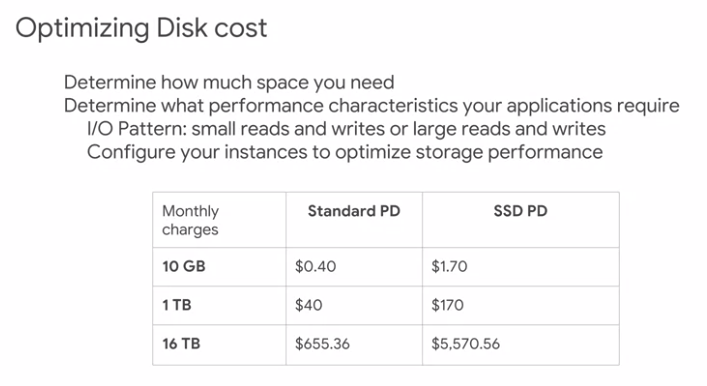 Optimizing Disk cost
Determine how much space you need
Determine what performance characteristics your applications require
I/O Pattern: small reads and writes or large reads and writes
Configure your instances to optimize storage performance
Monthly charges Standard PD SSD PD
10 GB $0.40 $1.70
1 TB $40 $170
16 TB $655.36 $5,570.56